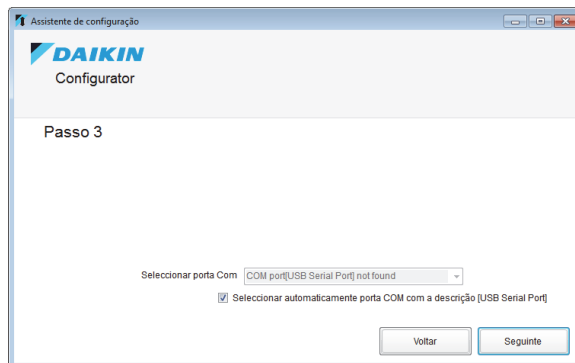 Assistente de configuração
DAIKIN
Configurator
Passo 3
Seleccionar porta Com COM port[USB Serial Port] not found
Seleccionar automaticamente porta COM com a descrição [USB Serial Port]
Voltar Seguinte